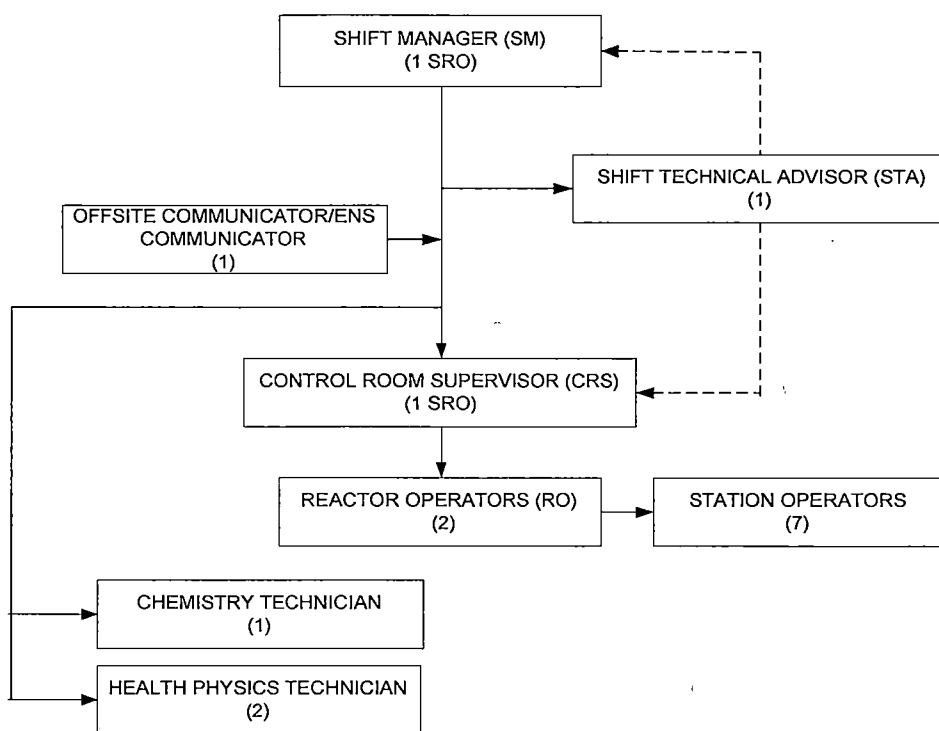 SHIFT MANAGER (SM)
(1 SRO)
SHIFT TECHNICAL ADVISOR (STA)
(1)
OFFSITE COMMUNICATOR/ENS
COMMUNICATOR
(1)
CONTROL ROOM SUPERVISOR (CRS)
(1 SRO)
REACTOR OPERATORS (RO)
(2)
STATION OPERATORS
(7)
CHEMISTRY TECHNICIAN
(1)
HEALTH PHYSICS TECHNICIAN
(2)